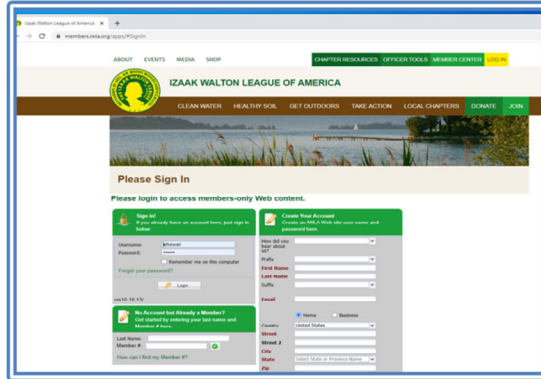 Izaak Walton League of America
members.iwla.org/apps/#SignIn
ABOUT EVENTS MEDIA SHOP
CHAPTER RESOURCES OFFICER TOOLS MEMBER CENTER LOG IN
IZAAK WALTON LEAGUE OF AMERICA
CLEAN WATER HEALTHY SOIL GET OUTDOORS TAKE ACTION LOCAL CHAPTERS DONATE JOIN
Please Sign In
Please login to access members-only Web content.
Sign in!
If you already have an account here, just sign in
below
Username:
Password:
Remember me on this computer
Forgot your password?
Login
No Account but Already a Member?
Get started by entering your last name and
Member # here.
Last Name:
Member #:
How can I find my Member #?
Create Your Account
Create an IWLA Web site user name and
password here.
How did you
hear about
us?
Prefix
First Name
Last Name
Suffix
Email
Home Business
Country United States
Street
Street 2
City
State Select State or Province Name
Zip